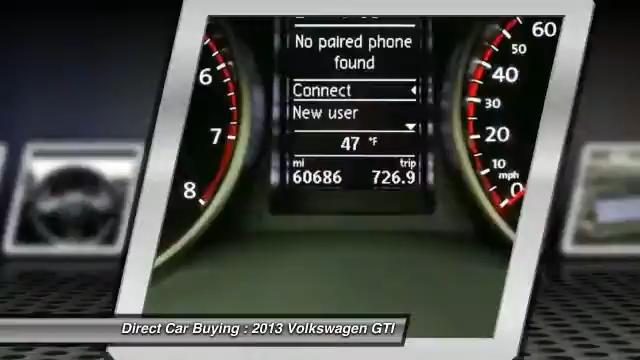 No paired phone
found
Connect
New user
47 °F
mi trip
60686 726.9
6
7
8
60
50
40
30
20
10
mph
0
Direct Car Buying : 2013 Volkswagen GTI